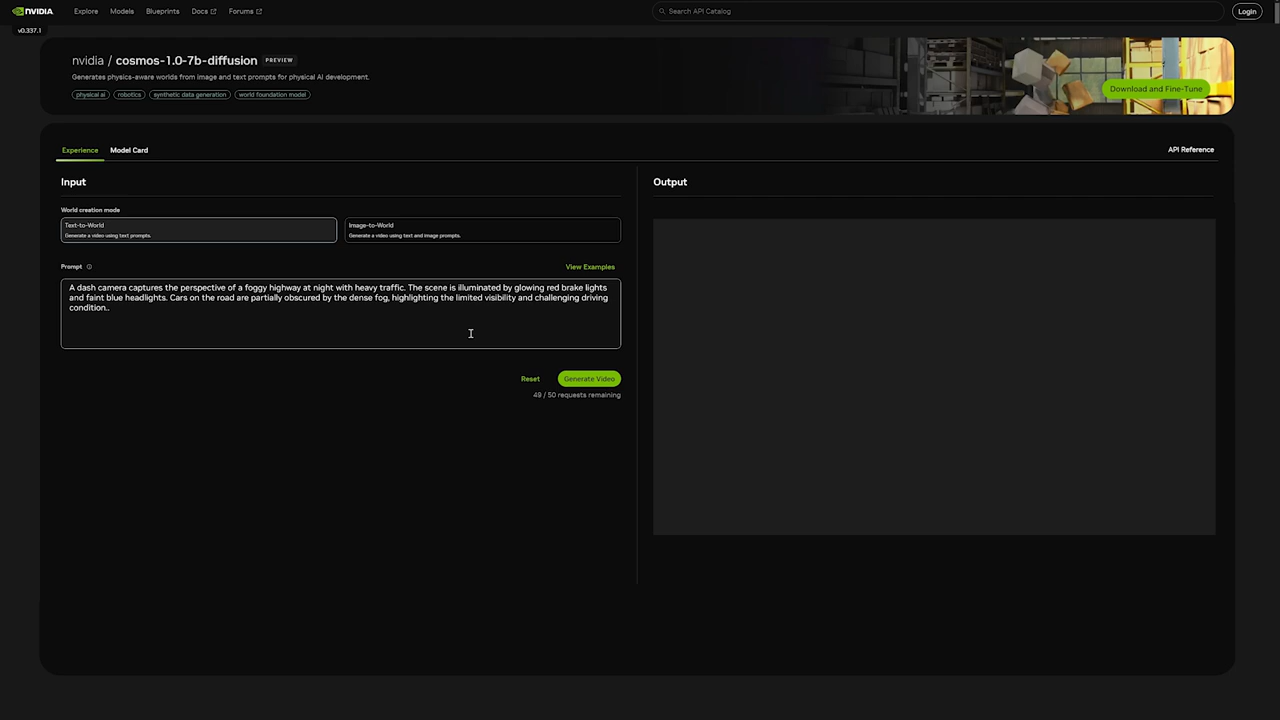 NVIDIA
Explore
Models
Blueprints
Docs
Forums
Search API Catalog
Login
v0.337.1
nvidia / cosmos-1.0-7b-diffusion
PREVIEW
Generates physics-aware worlds from image and text prompts for physical AI development.
physical ai
robotics
synthetic data generation
world foundation model
Download and Fine-Tune
Experience
Model Card
API Reference
Input
World creation mode
Text-to-World
Generate a video using text prompts.
Image-to-World
Generate a video using text and image prompts.
Prompt
View Examples
A dash camera captures the perspective of a foggy highway at night with heavy traffic. The scene is illuminated by glowing red brake lights
and faint blue headlights. Cars on the road are partially obscured by the dense fog, highlighting the limited visibility and challenging driving
condition..
Reset
Generate Video
49 / 50 requests remaining
Output